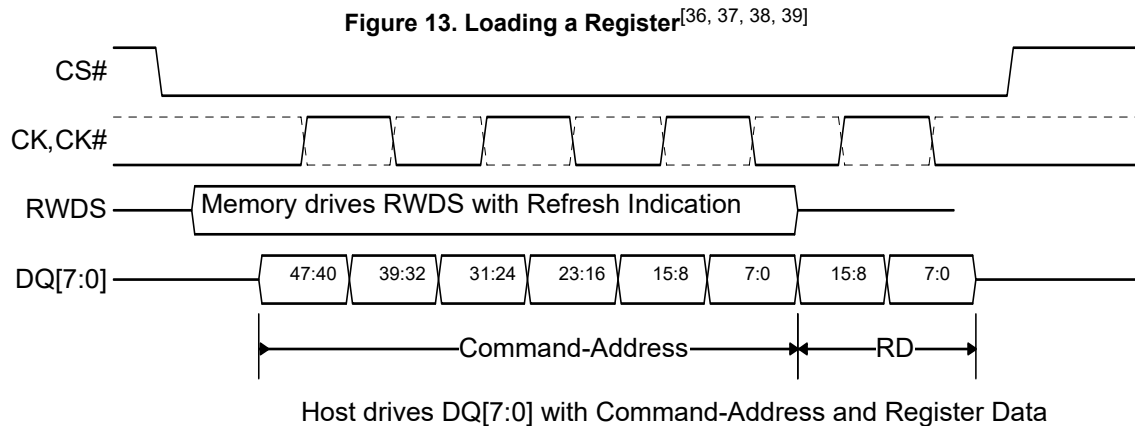 Figure 13. Loading a Register[36, 37, 38, 39]
CS#
CK,CK#
RWDS
Memory drives RWDS with Refresh Indication
DQ[7:0]
47:40 39:32 31:24 23:16 15:8 7:0 15:8 7:0
Command-Address RD
Host drives DQ[7:0] with Command-Address and Register Data